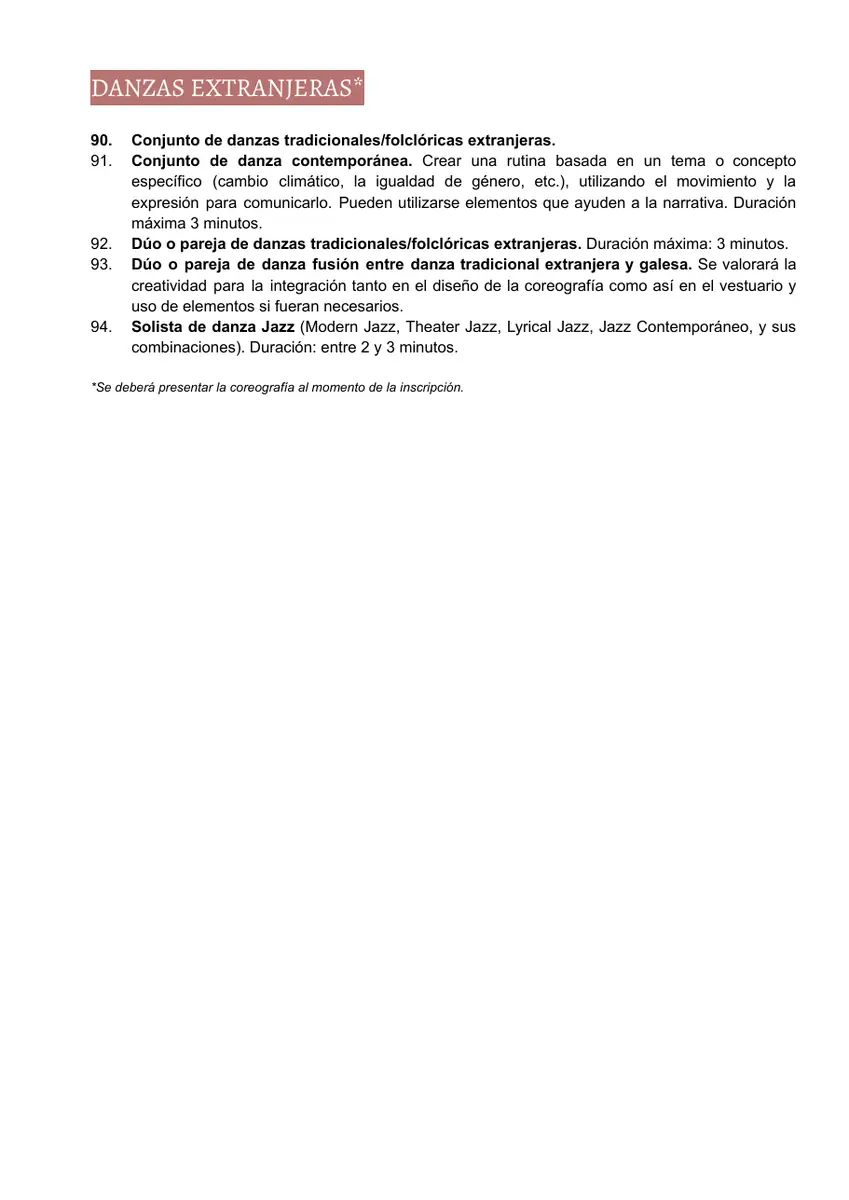 DANZAS EXTRANJERAS*
90. Conjunto de danzas tradicionales/folclóricas extranjeras.
91. Conjunto de danza contemporánea. Crear una rutina basada en un tema o concepto
específico (cambio climático, la igualdad de género, etc.), utilizando el movimiento y la
expresión para comunicarlo. Pueden utilizarse elementos que ayuden a la narrativa. Duración
máxima 3 minutos.
92. Dúo o pareja de danzas tradicionales/folclóricas extranjeras. Duración máxima: 3 minutos.
93. Dúo o pareja de danza fusión entre danza tradicional extranjera y galesa. Se valorará la
creatividad para la integración tanto en el diseño de la coreografía como así en el vestuario y
uso de elementos si fueran necesarios.
94. Solista de danza Jazz (Modern Jazz, Theater Jazz, Lyrical Jazz, Jazz Contemporáneo, y sus
combinaciones). Duración: entre 2 y 3 minutos.
*Se deberá presentar la coreografía al momento de la inscripción.